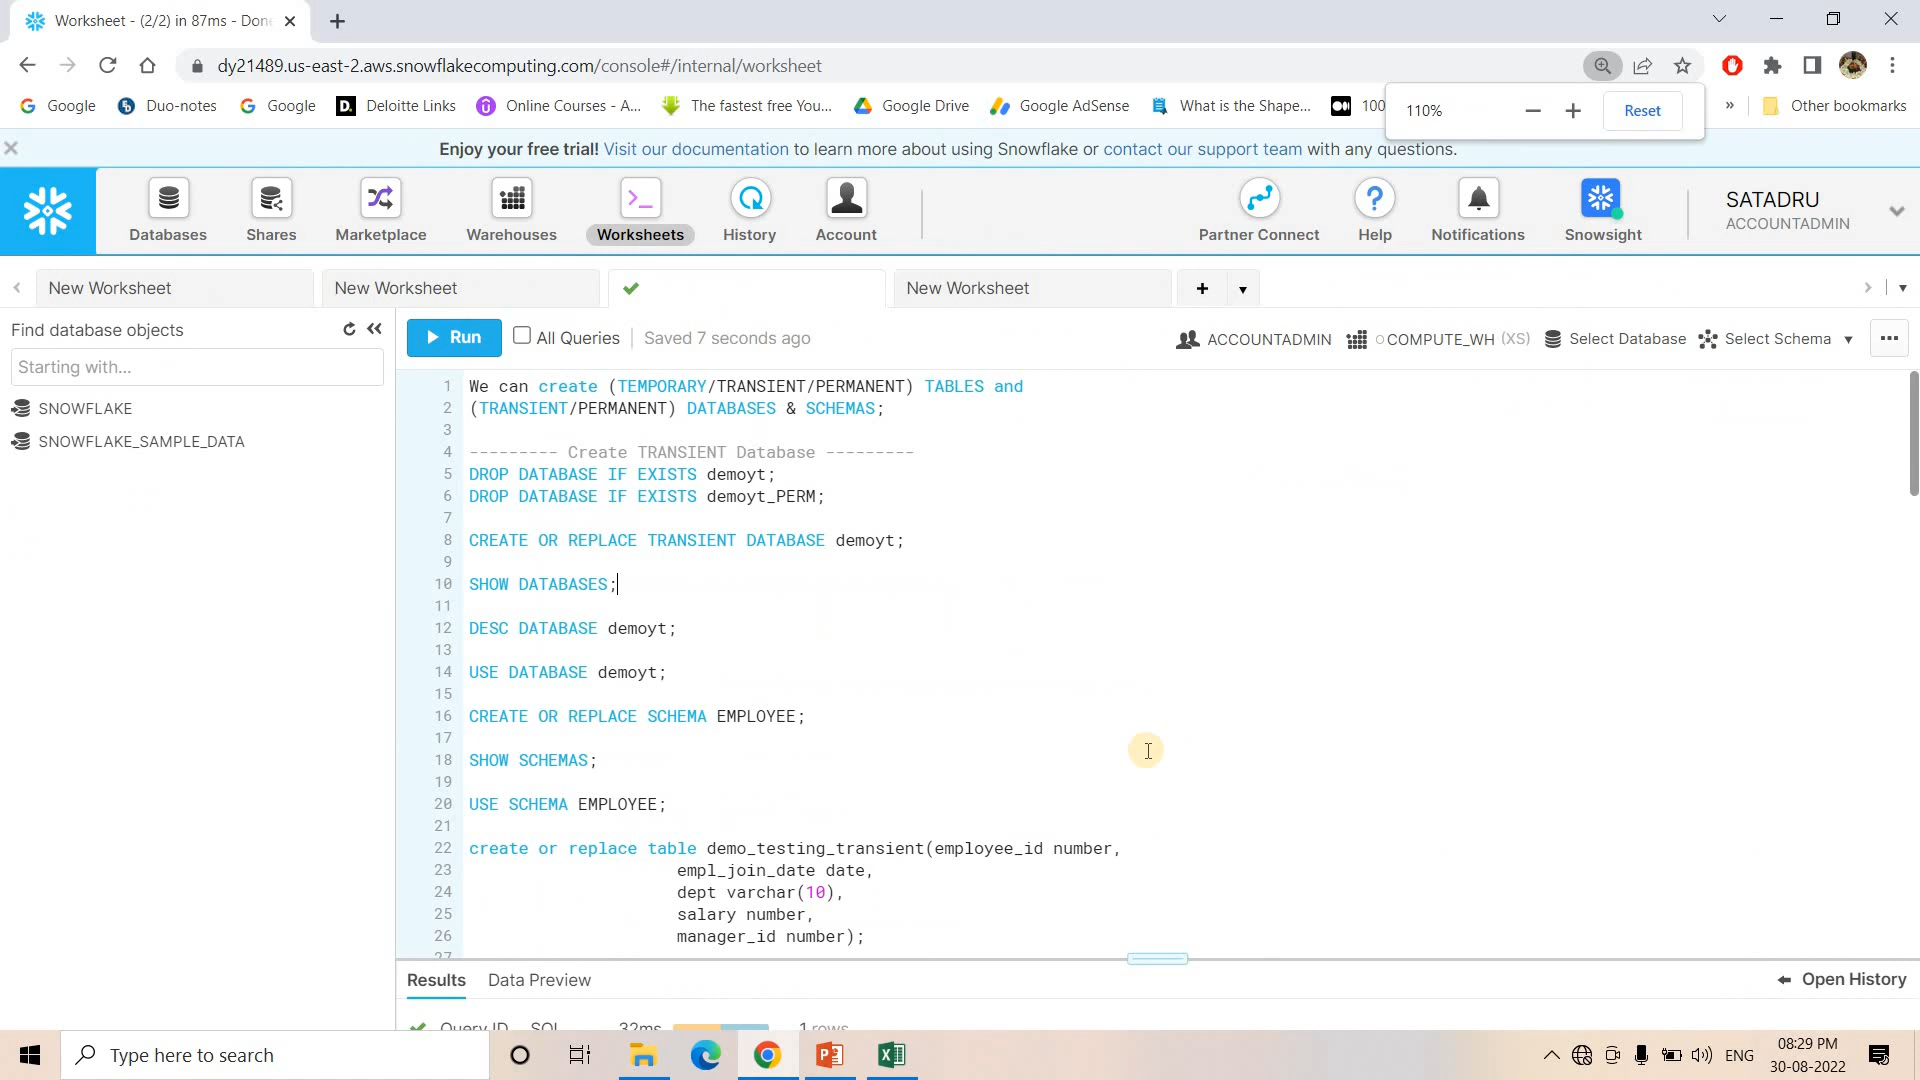 Worksheet - (2/2) in 87ms - Done
dy21489.us-east-2.aws.snowflakecomputing.com/console#/internal/worksheet
Google Duo-notes Google D. Deloitte Links Online Courses - A... The fastest free You... Google Drive Google AdSense What is the Shape... 100 » Other bookmarks
110% Reset
Enjoy your free trial! Visit our documentation to learn more about using Snowflake or contact our support team with any questions.
Databases Shares Marketplace Warehouses Worksheets History Account Partner Connect Help Notifications Snowsight
SATADRU
ACCOUNTADMIN
New Worksheet New Worksheet New Worksheet
Find database objects
Starting with...
SNOWFLAKE
SNOWFLAKE_SAMPLE_DATA
Run All Queries Saved 7 seconds ago ACCOUNTADMIN COMPUTE_WH (XS) Select Database Select Schema
1 We can create (TEMPORARY/TRANSIENT/PERMANENT) TABLES and
2 (TRANSIENT/PERMANENT) DATABASES & SCHEMAS;
3
4 --------- Create TRANSIENT Database ---------
5 DROP DATABASE IF EXISTS demoyt;
6 DROP DATABASE IF EXISTS demoyt_PERM;
7
8 CREATE OR REPLACE TRANSIENT DATABASE demoyt;
9
10 SHOW DATABASES;
11
12 DESC DATABASE demoyt;
13
14 USE DATABASE demoyt;
15
16 CREATE OR REPLACE SCHEMA EMPLOYEE;
17
18 SHOW SCHEMAS;
19
20 USE SCHEMA EMPLOYEE;
21
22 create or replace table demo_testing_transient(employee_id number,
23 empl_join_date date,
24 dept varchar(10),
25 salary number,
26 manager_id number);
27
Results Data Preview Open History
Query ID SQL 32ms 1 rows
Type here to search
ENG
08:29 PM
30-08-2022